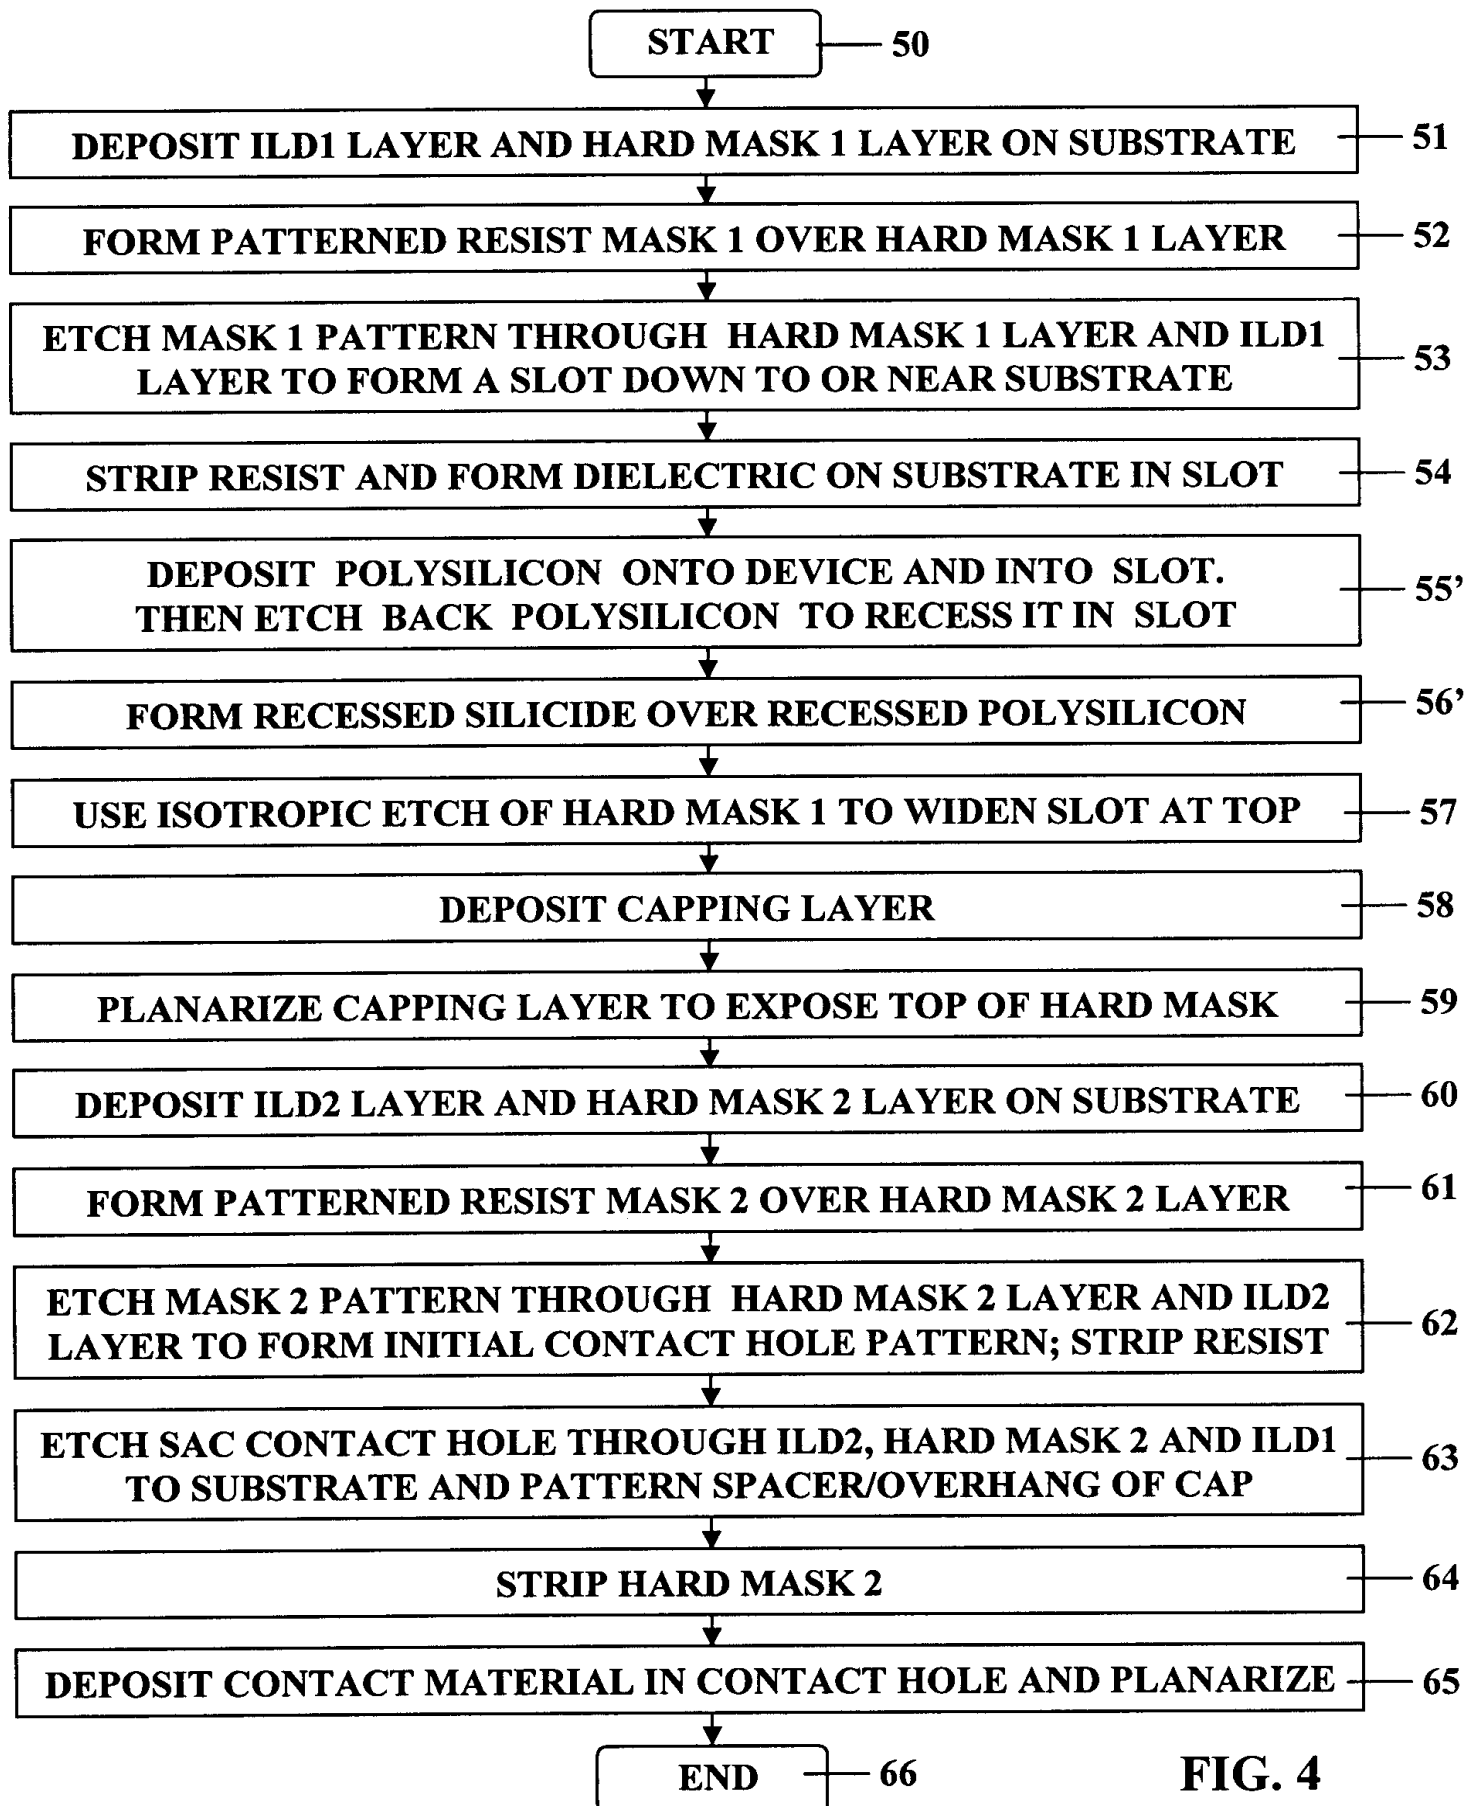 START 50
DEPOSIT ILD1 LAYER AND HARD MASK 1 LAYER ON SUBSTRATE 51
FORM PATTERNED RESIST MASK 1 OVER HARD MASK 1 LAYER 52
ETCH MASK 1 PATTERN THROUGH HARD MASK 1 LAYER AND ILD1
LAYER TO FORM A SLOT DOWN TO OR NEAR SUBSTRATE 53
STRIP RESIST AND FORM DIELECTRIC ON SUBSTRATE IN SLOT 54
DEPOSIT POLYSILICON ONTO DEVICE AND INTO SLOT.
THEN ETCH BACK POLYSILICON TO RECESS IT IN SLOT 55'
FORM RECESSED SILICIDE OVER RECESSED POLYSILICON 56'
USE ISOTROPIC ETCH OF HARD MASK 1 TO WIDEN SLOT AT TOP 57
DEPOSIT CAPPING LAYER 58
PLANARIZE CAPPING LAYER TO EXPOSE TOP OF HARD MASK 59
DEPOSIT ILD2 LAYER AND HARD MASK 2 LAYER ON SUBSTRATE 60
FORM PATTERNED RESIST MASK 2 OVER HARD MASK 2 LAYER 61
ETCH MASK 2 PATTERN THROUGH HARD MASK 2 LAYER AND ILD2
LAYER TO FORM INITIAL CONTACT HOLE PATTERN; STRIP RESIST 62
ETCH SAC CONTACT HOLE THROUGH ILD2, HARD MASK 2 AND ILD1
TO SUBSTRATE AND PATTERN SPACER/OVERHANG OF CAP 63
STRIP HARD MASK 2 64
DEPOSIT CONTACT MATERIAL IN CONTACT HOLE AND PLANARIZE 65
END 66
FIG. 4